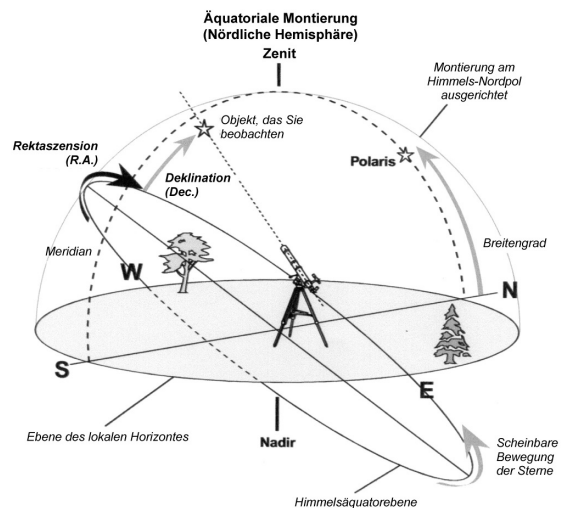 Äquatoriale Montierung
(Nördliche Hemisphäre)
Zenit
Montierung am
Himmels-Nordpol
ausgerichtet
Objekt, das Sie
beobachten
Rektaszension
(R.A.)
Polaris
Deklination
(Dec.)
Meridian
Breitengrad
W
N
S
E
Ebene des lokalen Horizontes
Nadir
Scheinbare
Bewegung
der Sterne
Himmelsäquatorebene